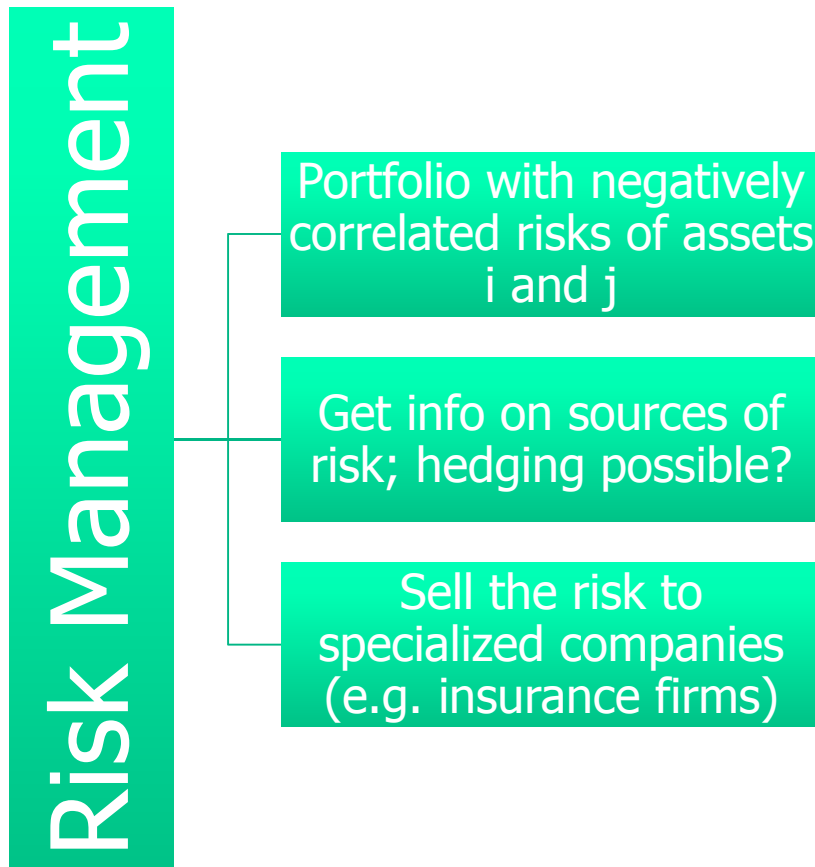 Risk Management
Portfolio with negatively
correlated risks of assets
i and j
Get info on sources of
risk; hedging possible?
Sell the risk to
specialized companies
(e.g. insurance firms)